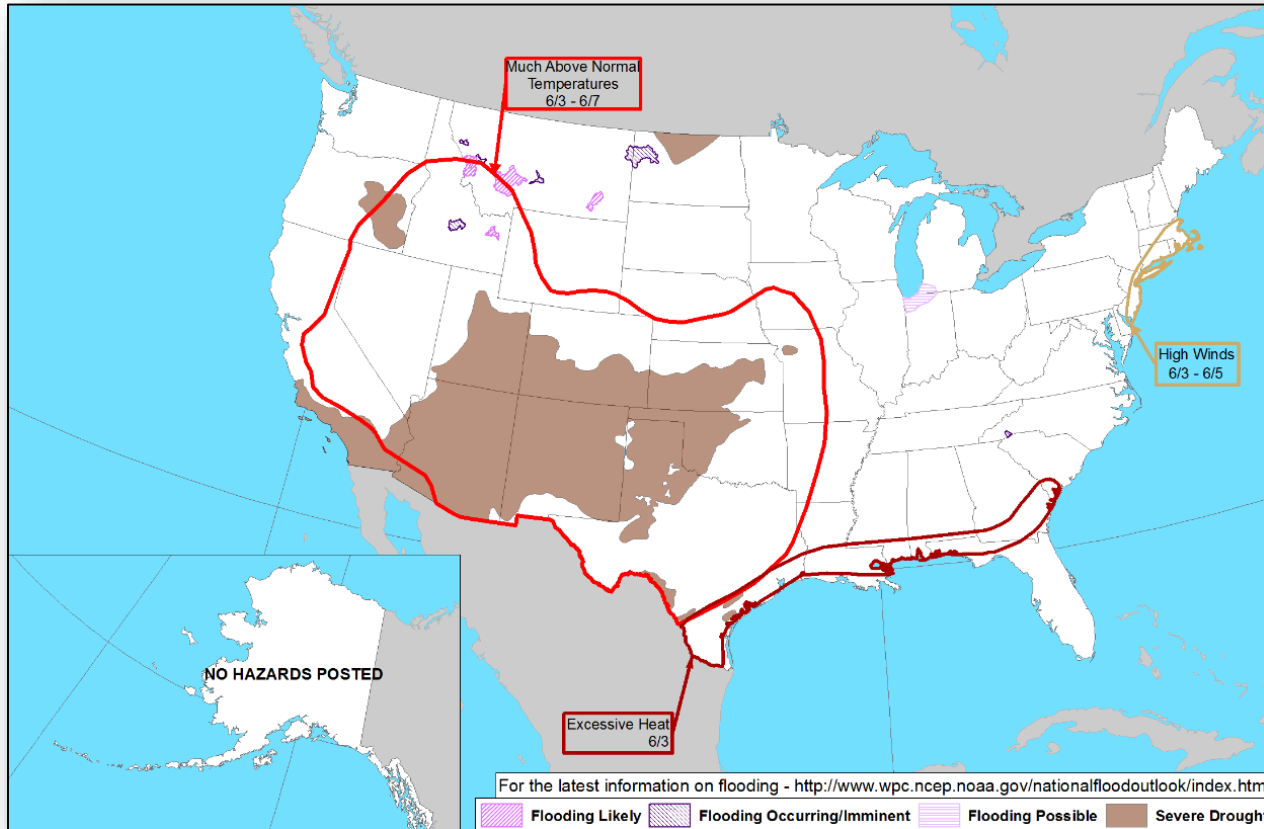 Much Above Normal
Temperatures
6/3 - 6/7
High Winds
6/3 - 6/5
NO HAZARDS POSTED
Excessive Heat
6/3
For the latest information on flooding - http://www.wpc.ncep.noaa.gov/nationalfloodoutlook/index.htm
Flooding Likely Flooding Occurring/Imminent Flooding Possible Severe Drought